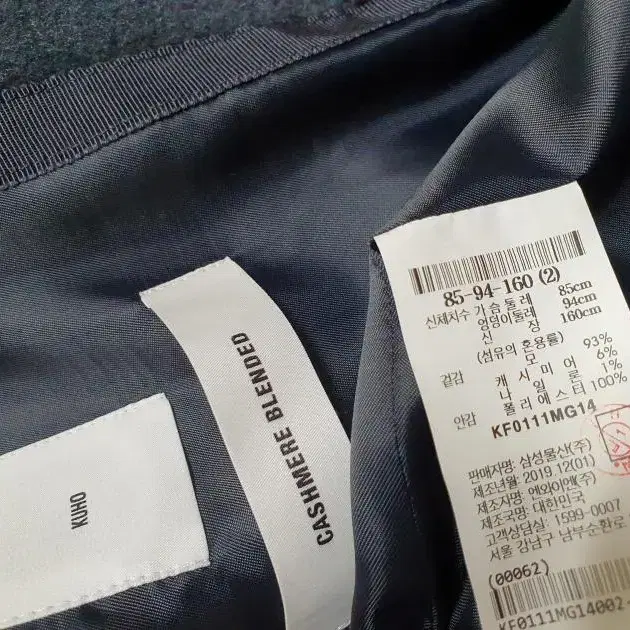 KUHO
CASHMERE BLENDED
85-94-160 (2)
신체치수 가슴둘레 85cm
엉덩이둘레 94cm
신 장 160cm
(섬유의 혼용률)
겉감 모 93%
캐시미어 6%
나일론 1%
안감 폴리에스터 100%
KF0111MG14
판매자명: 삼성물산(주)
제조년월: 2019.12(01)
제조자명: 엔와이엔(주)
제조국명: 대한민국
고객상담실: 1599-0007
서울 강남구 남부순환로
(00062)
KF0111MG14002